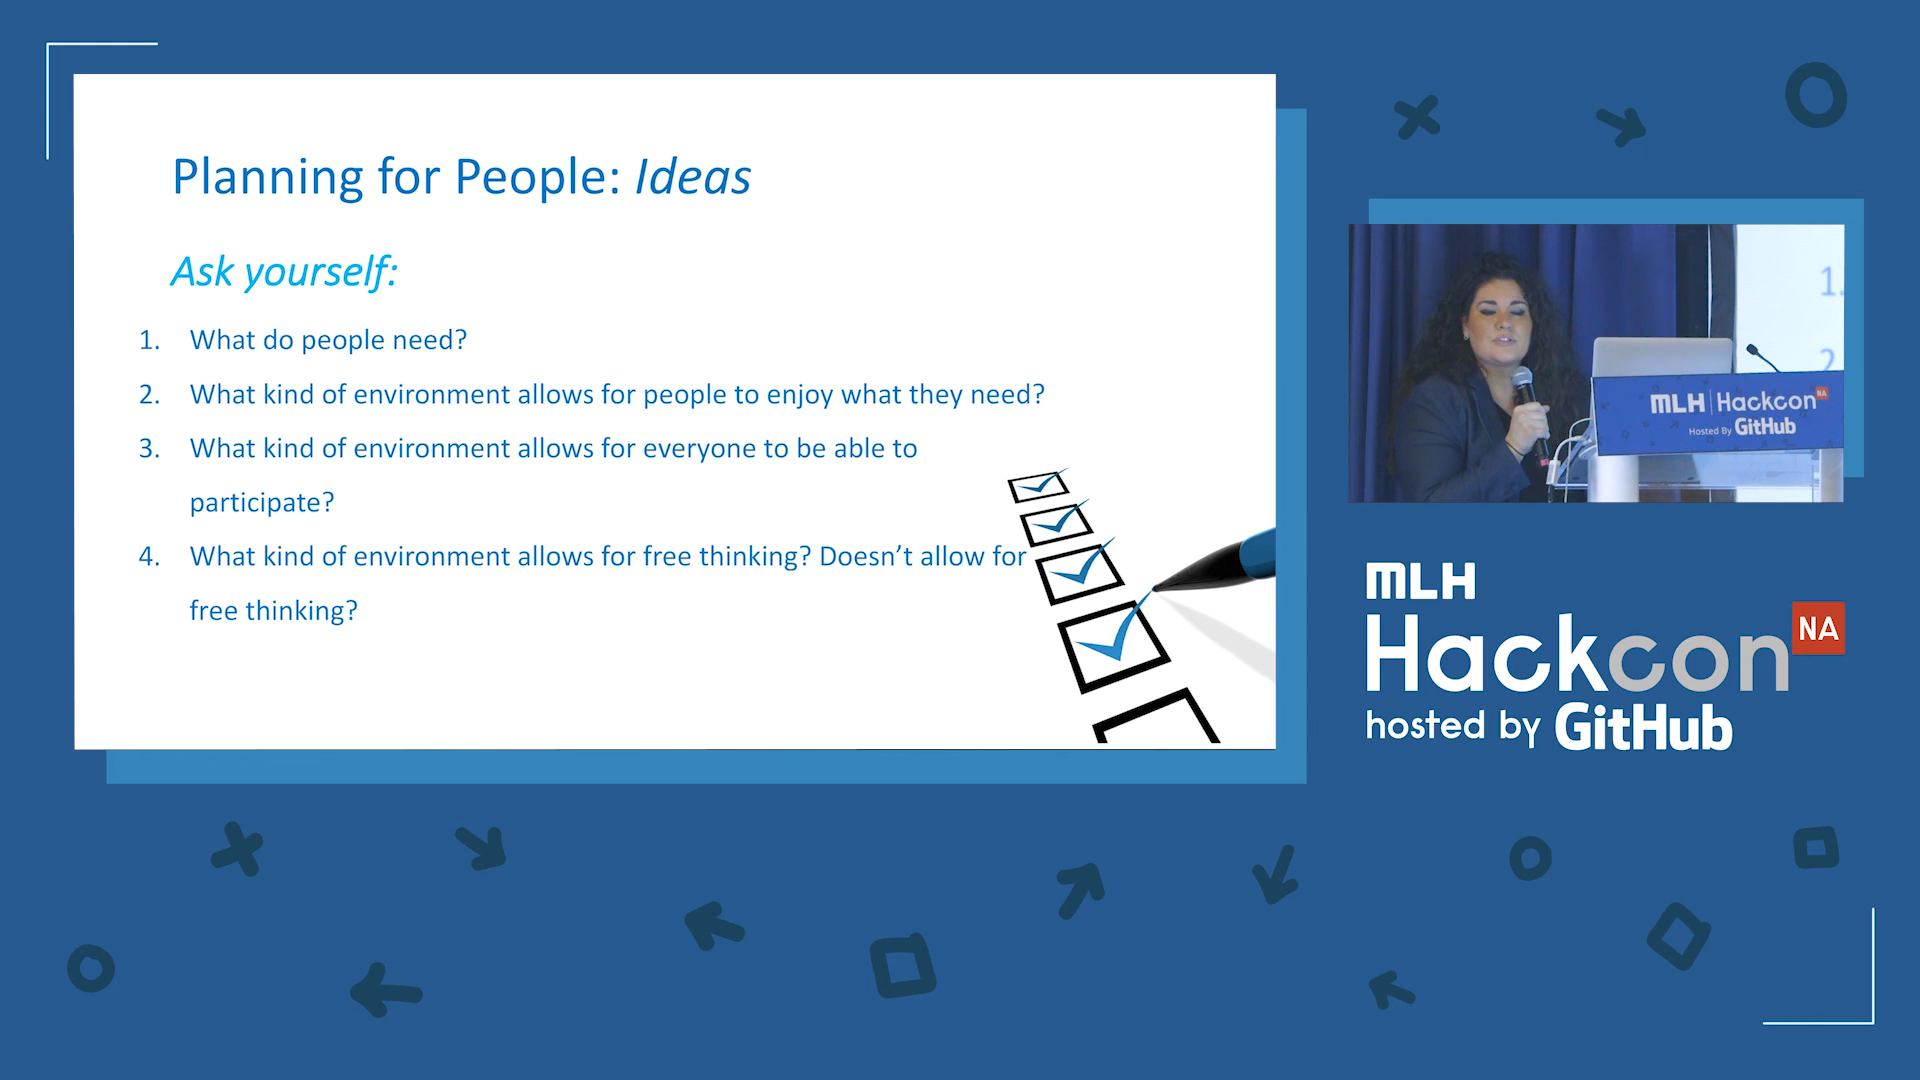 Planning for People: Ideas
Ask yourself:
1. What do people need?
2. What kind of environment allows for people to enjoy what they need?
3. What kind of environment allows for everyone to be able to
participate?
4. What kind of environment allows for free thinking? Doesn’t allow for
free thinking?
1.
2
MLH Hackcon NA
Hosted By GitHub
MLH
Hackcon NA
hosted by GitHub